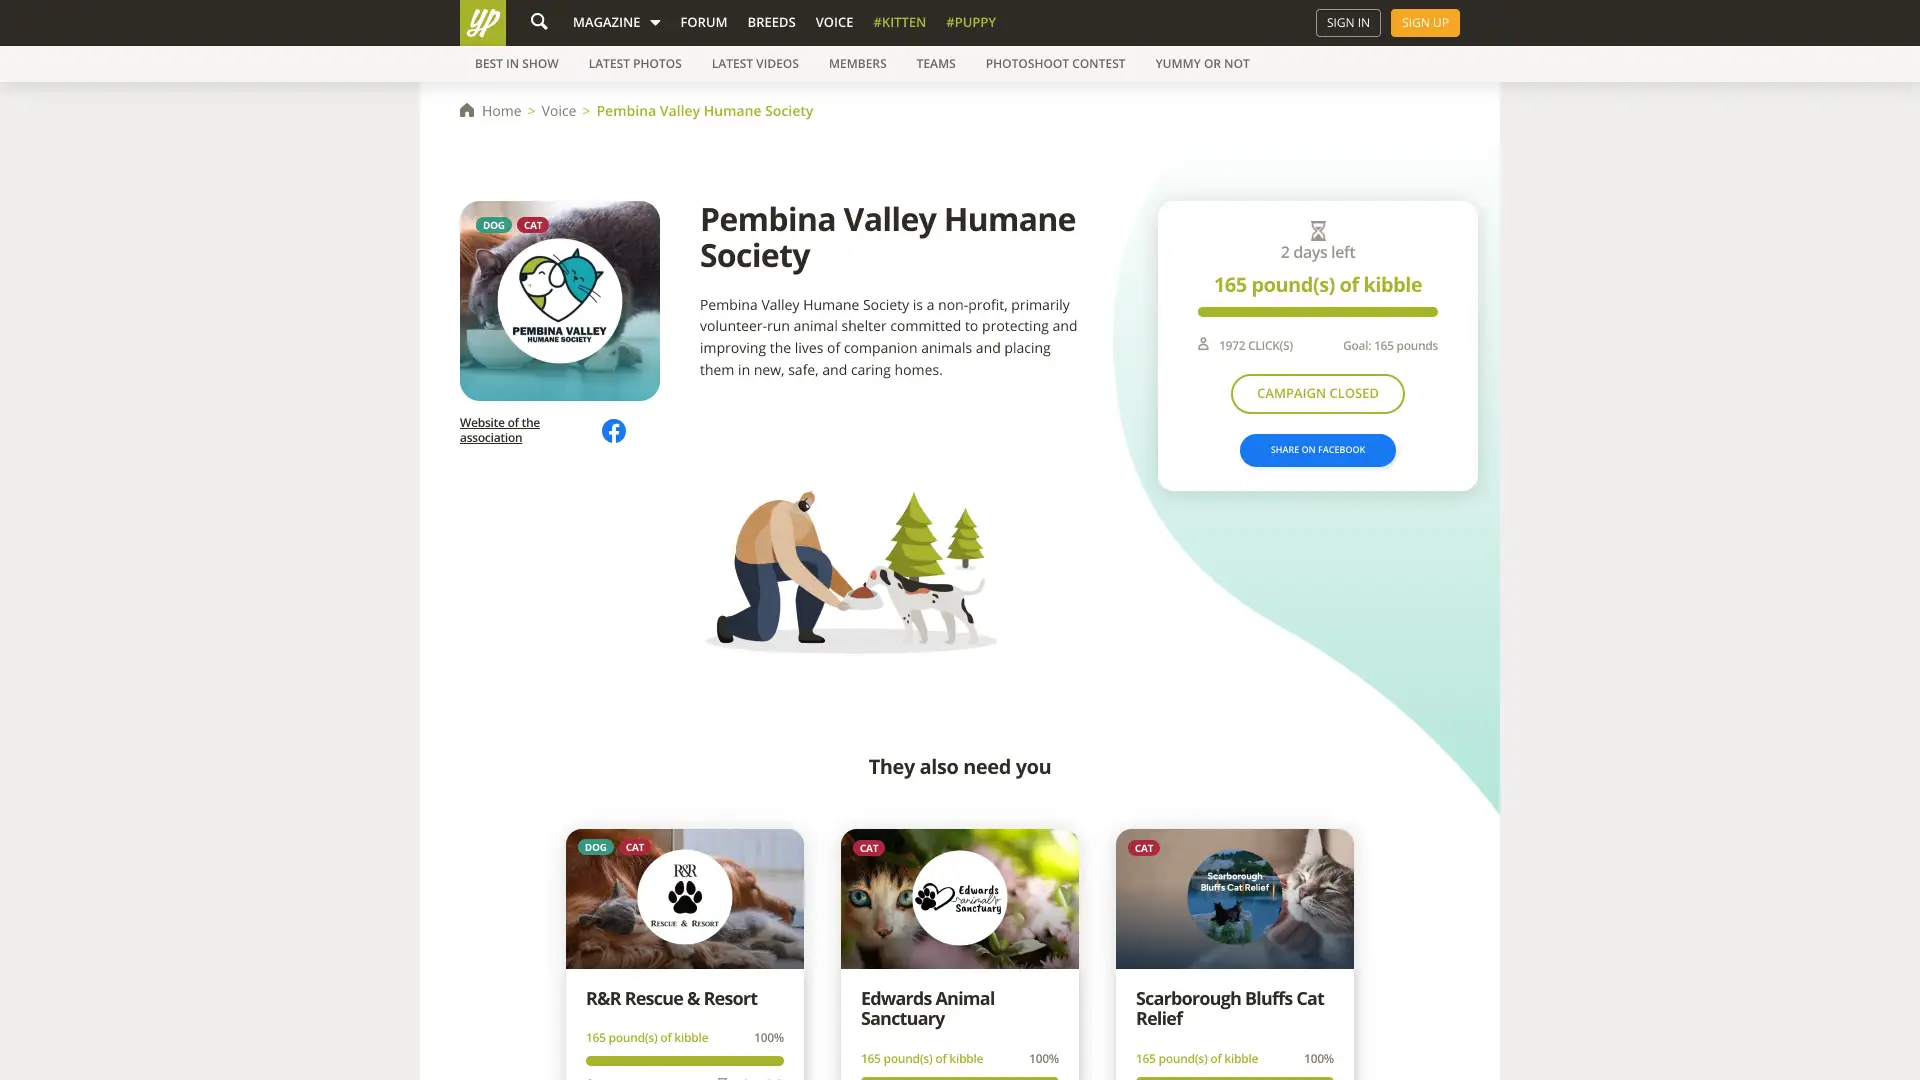 yp MAGAZINE FORUM BREEDS VOICE #KITTEN #PUPPY SIGN IN SIGN UP
BEST IN SHOW LATEST PHOTOS LATEST VIDEOS MEMBERS TEAMS PHOTOSHOOT CONTEST YUMMY OR NOT
Home > Voice > Pembina Valley Humane Society
DOG CAT
PEMBINA VALLEY
HUMANE SOCIETY
Website of the
association
Pembina Valley Humane
Society
Pembina Valley Humane Society is a non-profit, primarily
volunteer-run animal shelter committed to protecting and
improving the lives of companion animals and placing
them in new, safe, and caring homes.
2 days left
165 pound(s) of kibble
1972 CLICK(S) Goal: 165 pounds
CAMPAIGN CLOSED
SHARE ON FACEBOOK
They also need you
DOG CAT
R&R
RESCUE & RESORT
R&R Rescue & Resort
165 pound(s) of kibble 100%
CAT
Edwards
animal
Sanctuary
Edwards Animal
Sanctuary
165 pound(s) of kibble 100%
CAT
Scarborough
Bluffs Cat Relief
Scarborough Bluffs Cat
Relief
165 pound(s) of kibble 100%